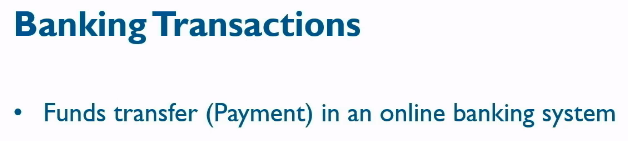 Banking Transactions
• Funds transfer (Payment) in an online banking system